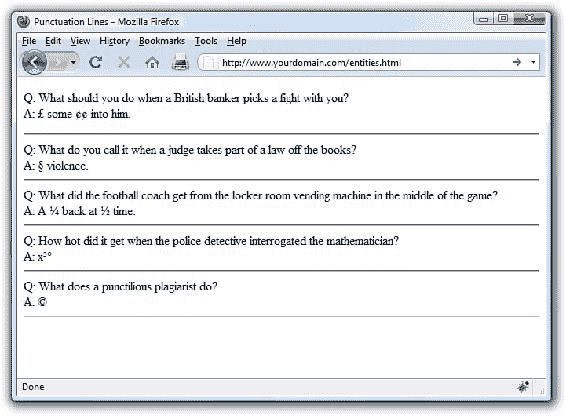 Punctuation Lines - Mozilla Firefox
File Edit View History Bookmarks Tools Help
http://www.yourdomain.com/entities.html
Q: What should you do when a British banker picks a fight with you?
A: £ some ¢¢ into him.
Q: What do you call it when a judge takes part of a law off the books?
A: § violence.
Q: What did the football coach get from the locker room vending machine in the middle of the game?
A: A ¼ back at ½ time.
Q: How hot did it get when the police detective interrogated the mathematician?
A: x³°
Q: What does a punctilious plagiarist do?
A: ©
Done